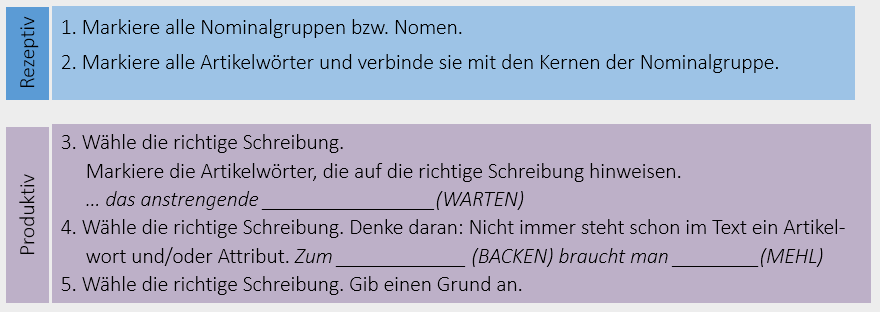 Rezeptiv
1. Markiere alle Nominalgruppen bzw. Nomen.
2. Markiere alle Artikelwörter und verbinde sie mit den Kernen der Nominalgruppe.
Produktiv
3. Wähle die richtige Schreibung.
Markiere die Artikelwörter, die auf die richtige Schreibung hinweisen.
… das anstrengende ________________(WARTEN)
4. Wähle die richtige Schreibung. Denke daran: Nicht immer steht schon im Text ein Artikel-
wort und/oder Attribut. Zum ____________ (BACKEN) braucht man ________(MEHL)
5. Wähle die richtige Schreibung. Gib einen Grund an.